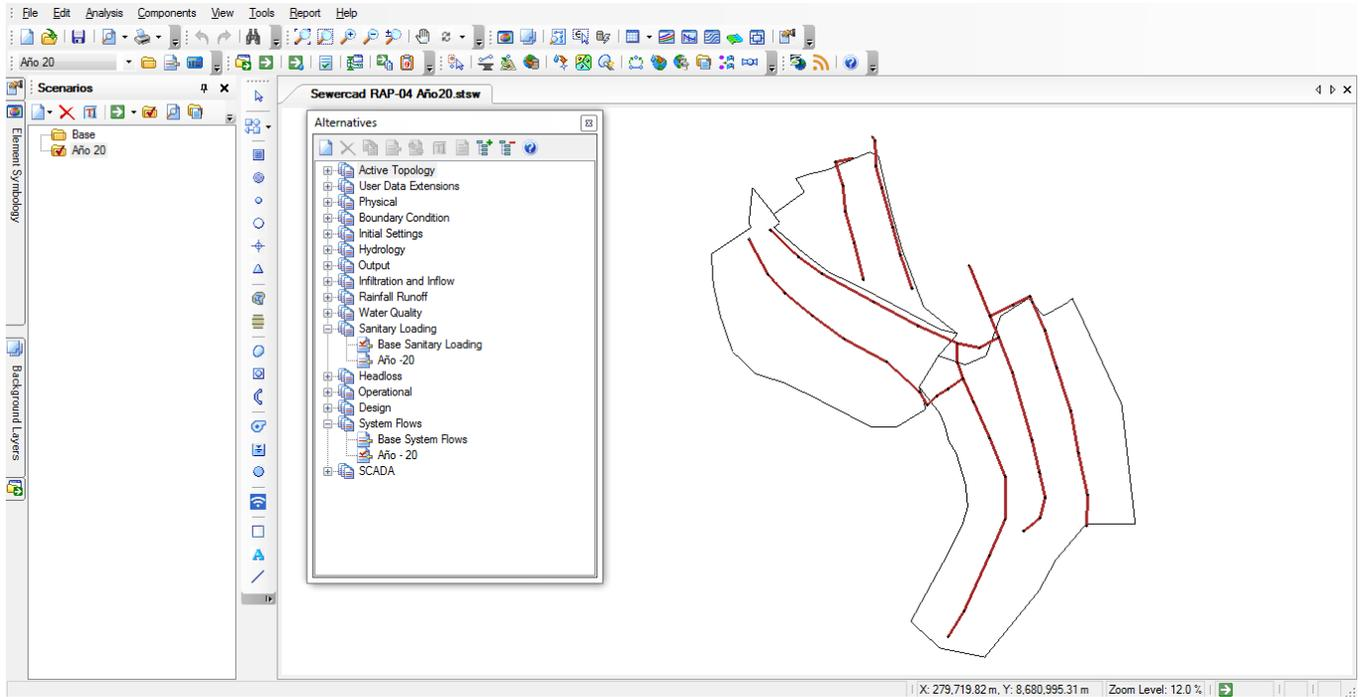 File Edit Analysis Components View Tools Report Help
Año 20
Scenarios
Sewercad RAP-04 Año20.stsw
Element Symbology
Background Layers
Base
Año 20
Alternatives
Active Topology
User Data Extensions
Physical
Boundary Condition
Initial Settings
Hydrology
Output
Infiltration and Inflow
Rainfall Runoff
Water Quality
Sanitary Loading
Base Sanitary Loading
Año -20
Headloss
Operational
Design
System Flows
Base System Flows
Año - 20
SCADA
X: 279,719.82 m, Y: 8,680,995.31 m Zoom Level: 12.0 %